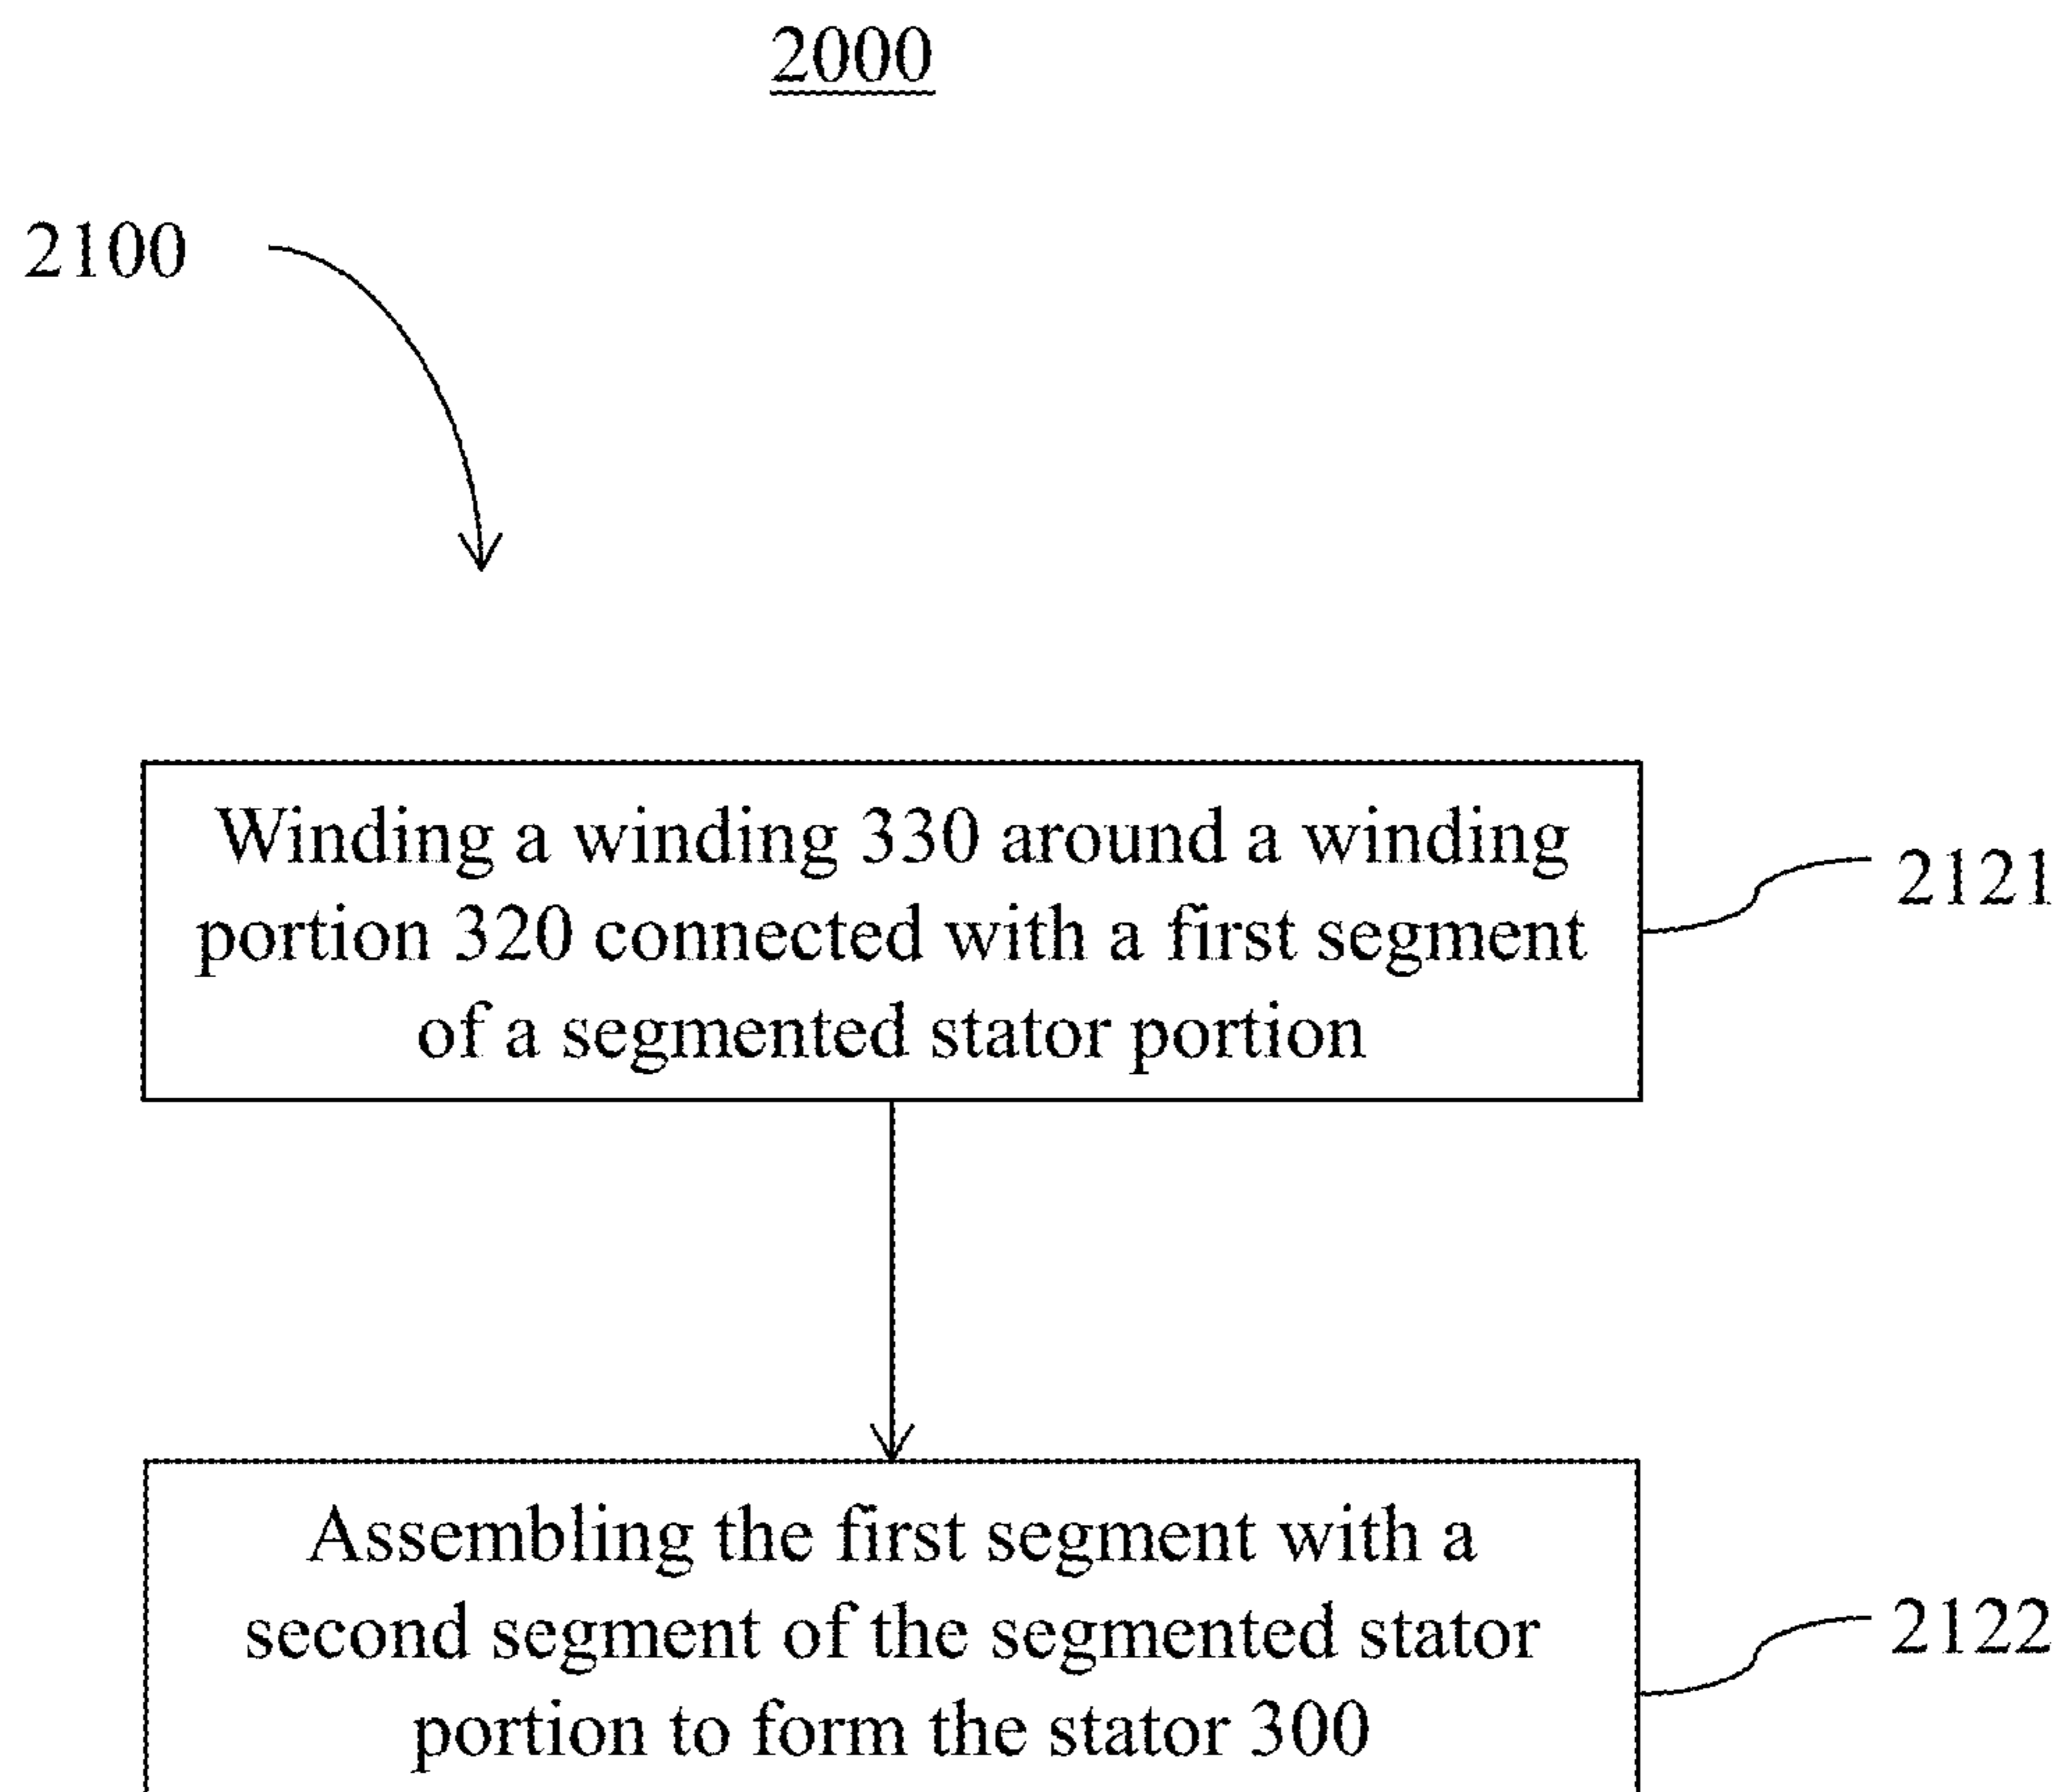 2000
2100
Winding a winding 330 around a winding
portion 320 connected with a first segment
of a segmented stator portion
2121
Assembling the first segment with a
second segment of the segmented stator
portion to form the stator 300
2122